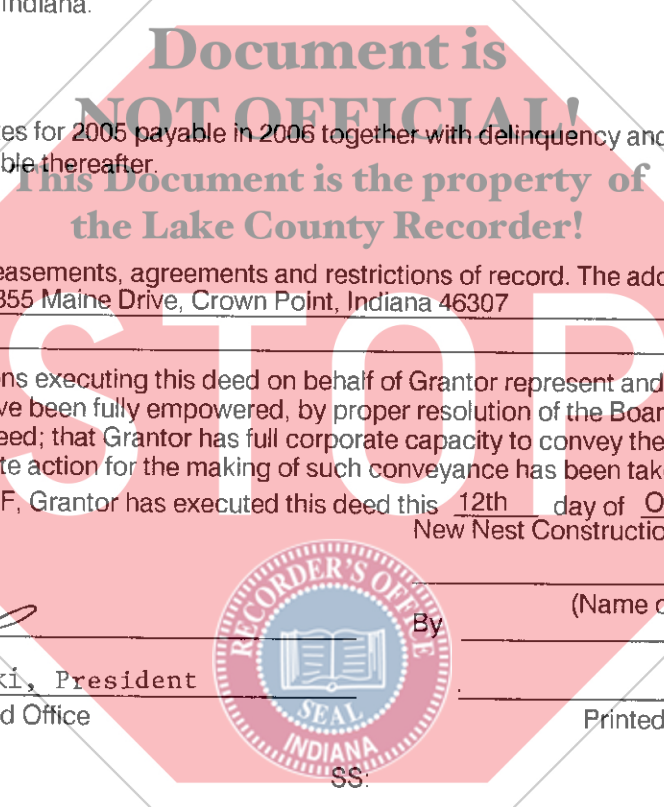 Indiana.
Document is
NOT OFFICIAL!
es for 2005 payable in 2006 together with delinquency and
ble thereafter.
This Document is the property of
the Lake County Recorder!
easements, agreements and restrictions of record. The add
355 Maine Drive, Crown Point, Indiana 46307
STOP
ns executing this deed on behalf of Grantor represent and
ve been fully empowered, by proper resolution of the Boar
eed; that Grantor has full corporate capacity to convey the
te action for the making of such conveyance has been tak
F, Grantor has executed this deed this 12th day of O
New Nest Constructio
(Name o
By
ki, President
d Office
Printed
RECORDER'S OFFICE
SEAL
INDIANA
SS: